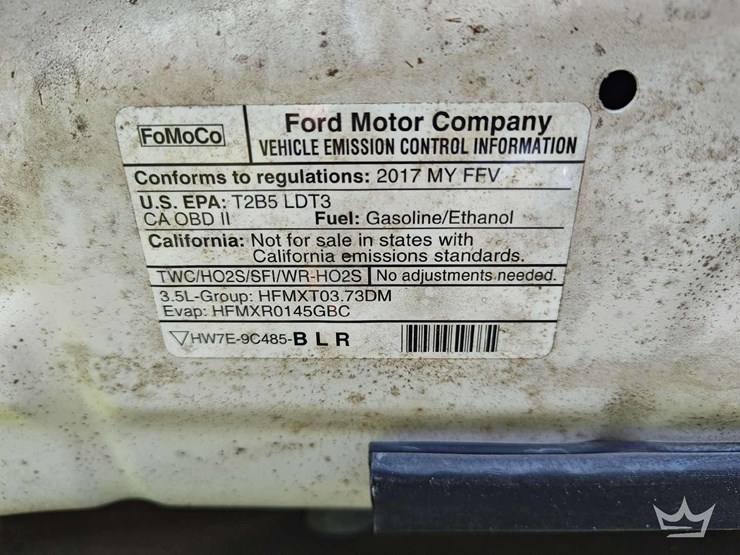 FoMoCo
Ford Motor Company
VEHICLE EMISSION CONTROL INFORMATION
Conforms to regulations: 2017 MY FFV
U.S. EPA: T2B5 LDT3
CA OBD II Fuel: Gasoline/Ethanol
California: Not for sale in states with
California emissions standards.
TWC/HO2S/SFI/WR-HO2S No adjustments needed.
3.5L-Group: HFMXT03.73DM
Evap: HFMXR0145GBC
HW7E-9C485-BLR